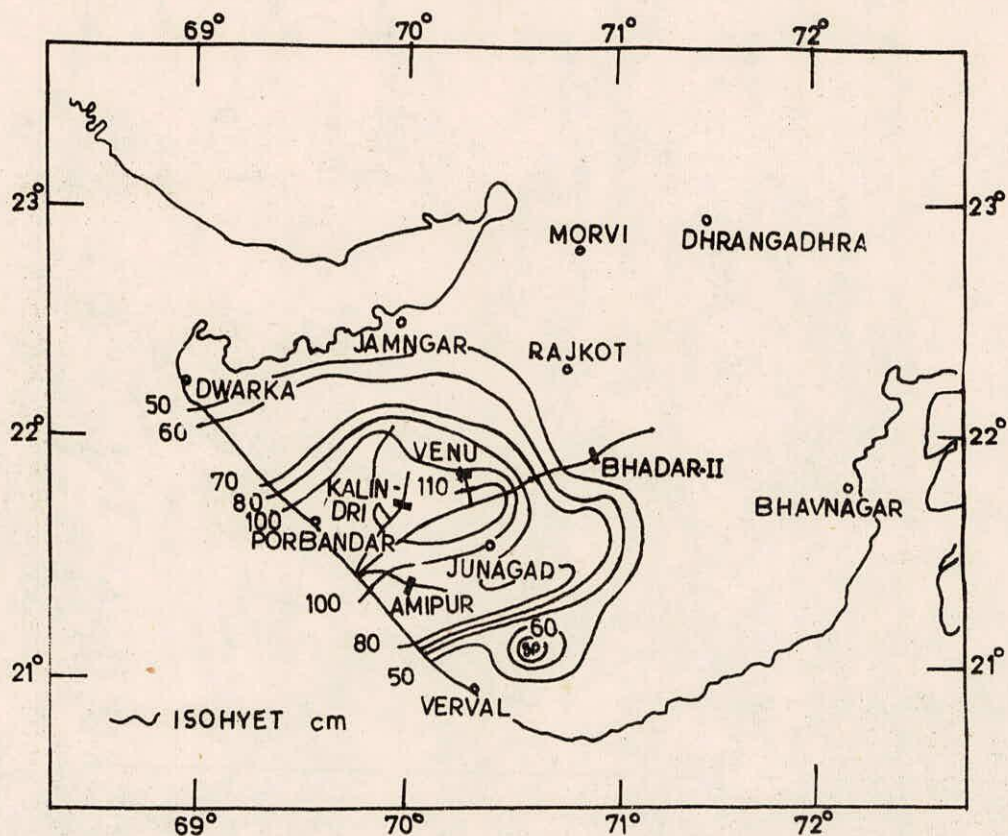 69° 70° 71° 72°
23° 23°
MORVI DHRANGADHRA
JAMNGAR RAJKOT
DWARKA
50
60
22° 22°
VENU BHADAR-II
70 KALIN- 110
80 DRI BHAVNAGAR
100
PORBANDAR
JUNAGAD
100 AMIPUR
80 60
50
21° 21°
VERVAL
ISOHYET cm
69° 70° 71° 72°